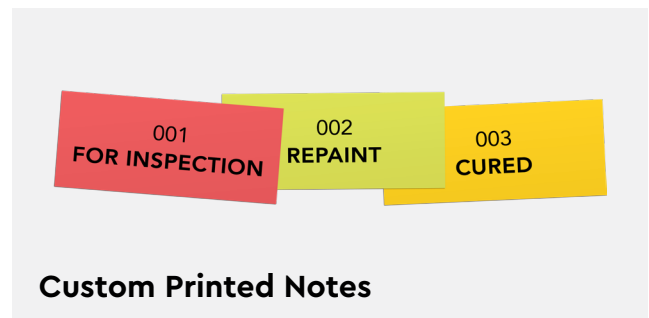 001
FOR INSPECTION
002
REPAINT
003
CURED
Custom Printed Notes